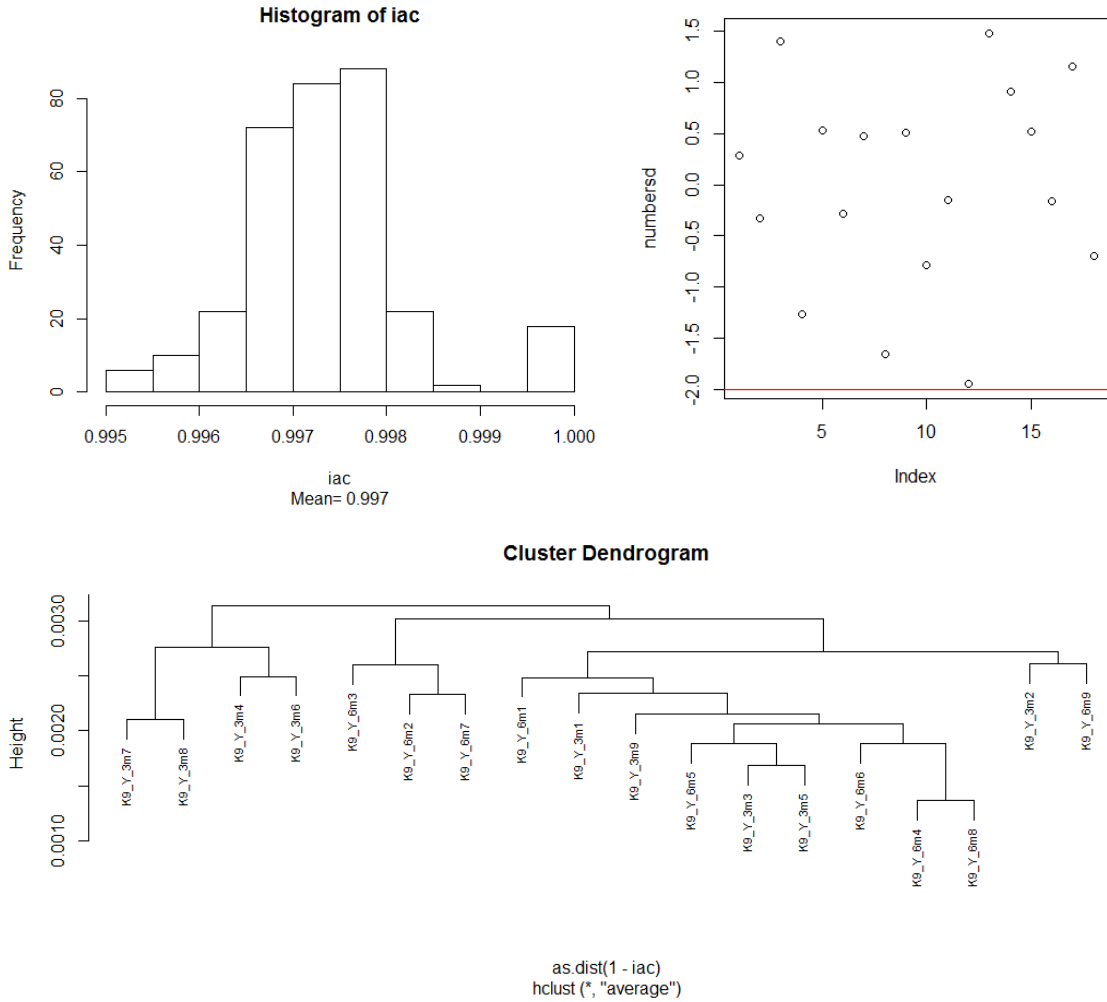 Histogram of iac
Frequency
0
20
40
60
80
0.995
0.996
0.997
0.998
0.999
1.000
iac
Mean= 0.997
numbersd
-2.0
-1.5
-1.0
-0.5
0.0
0.5
1.0
1.5
5
10
15
Index
Cluster Dendrogram
Height
0.0010
0.0020
0.0030
K9_Y_3m7
K9_Y_3m8
K9_Y_3m4
K9_Y_3m6
K9_Y_6m3
K9_Y_6m2
K9_Y_6m7
K9_Y_6m1
K9_Y_3m1
K9_Y_3m9
K9_Y_6m5
K9_Y_3m3
K9_Y_3m5
K9_Y_6m6
K9_Y_6m4
K9_Y_6m8
K9_Y_3m2
K9_Y_6m9
as.dist(1 - iac)
hclust (*, "average")